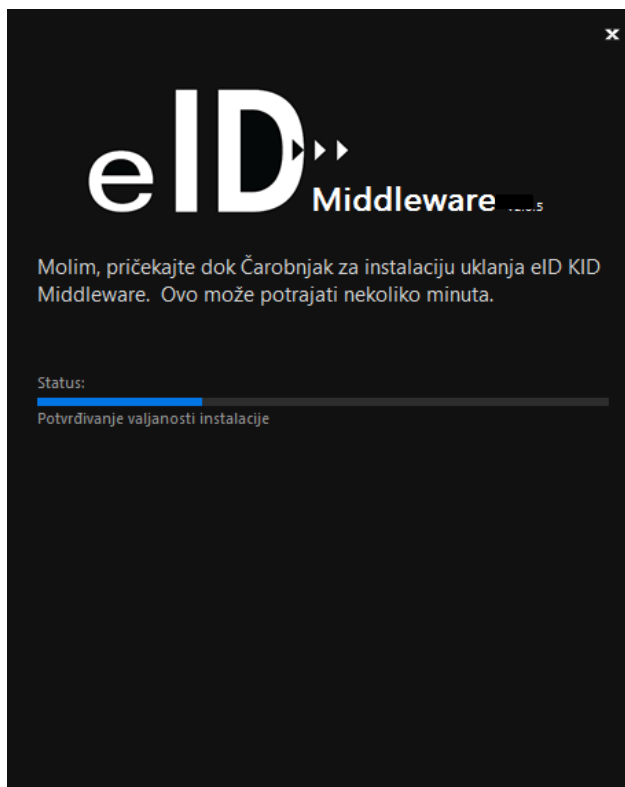 eID
Middleware
Molim, pričekajte dok Čarobnjak za instalaciju uklanja eID KID
Middleware. Ovo može potrajati nekoliko minuta.
Status:
Potvrđivanje valjanosti instalacije